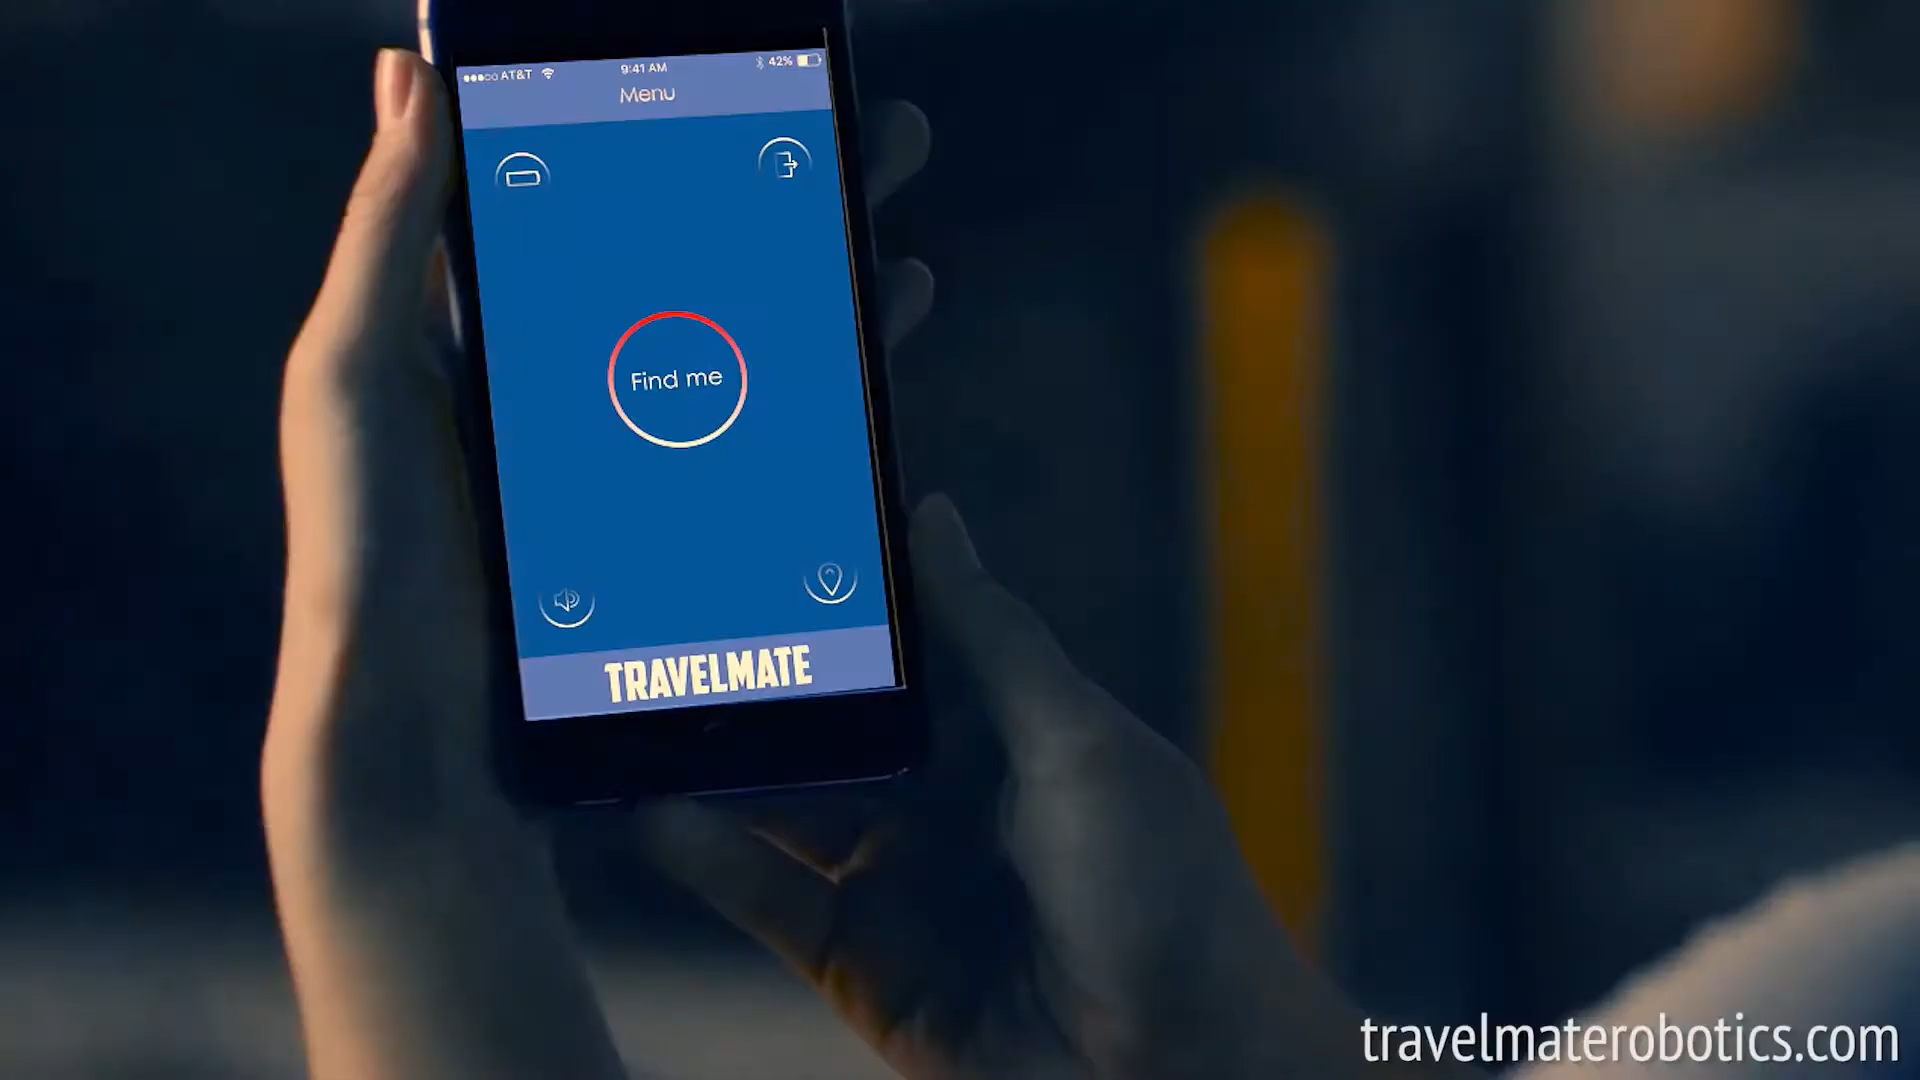 AT&T 9:41 AM 42%
Menu
Find me
TRAVELMATE
travelmaterobotics.com